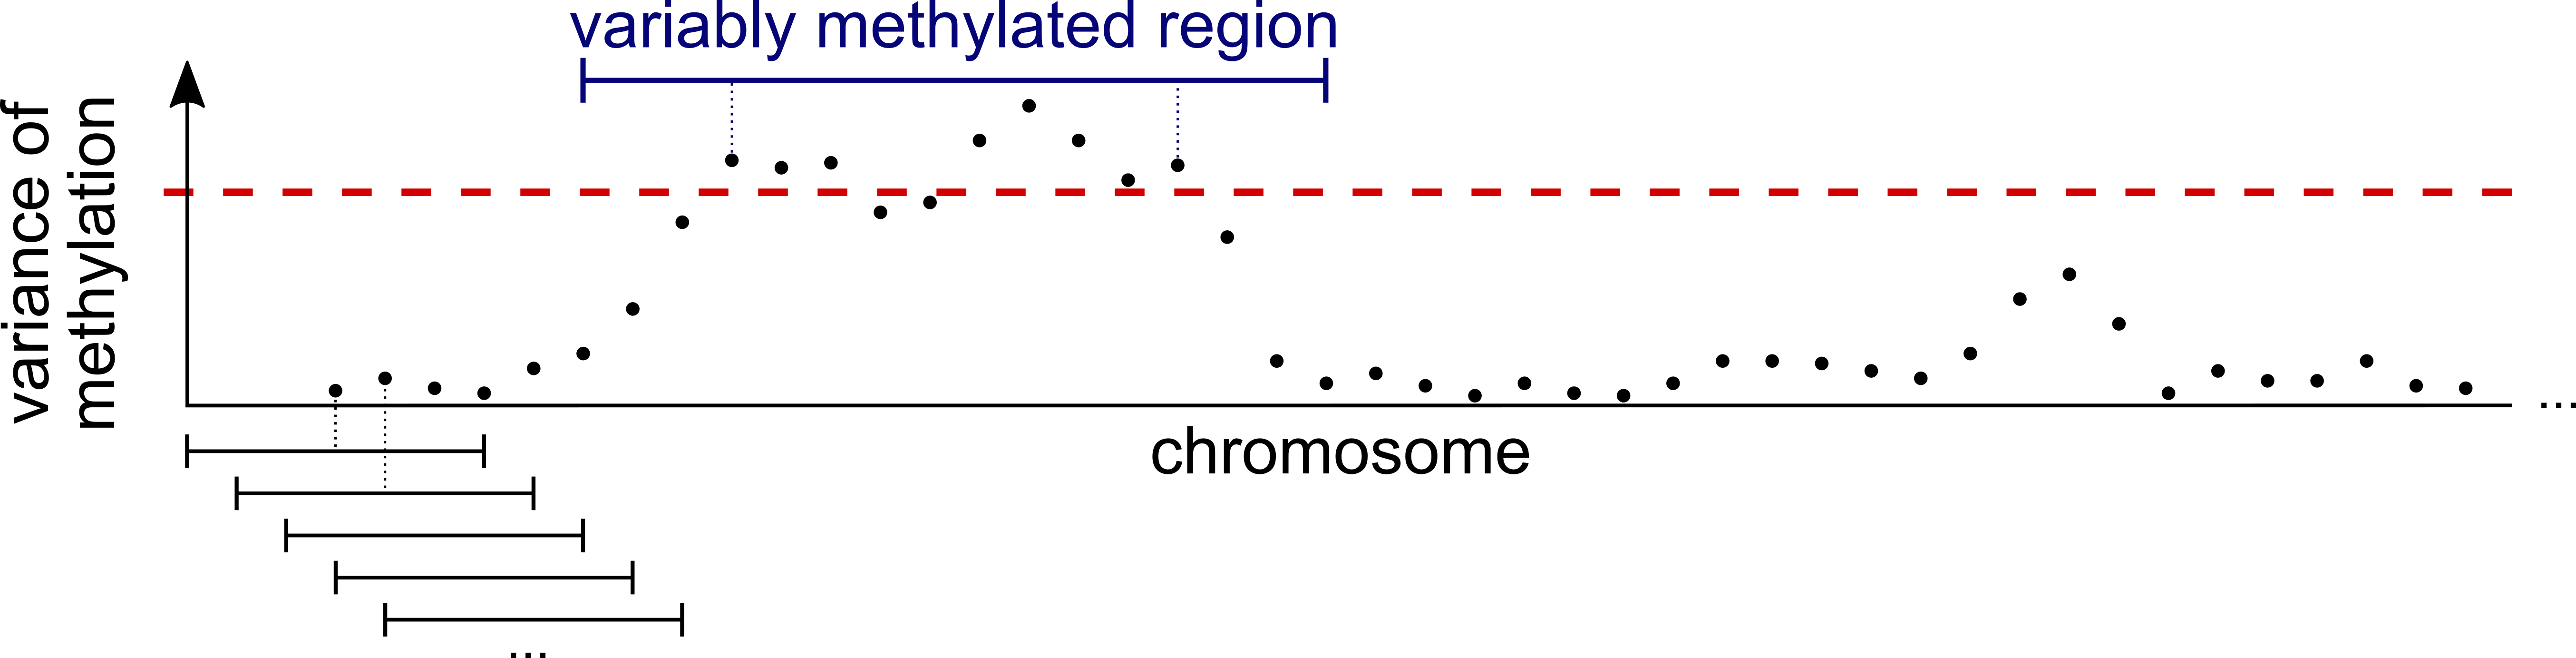 variably methylated region
variance of
methylation
chromosome
...
...